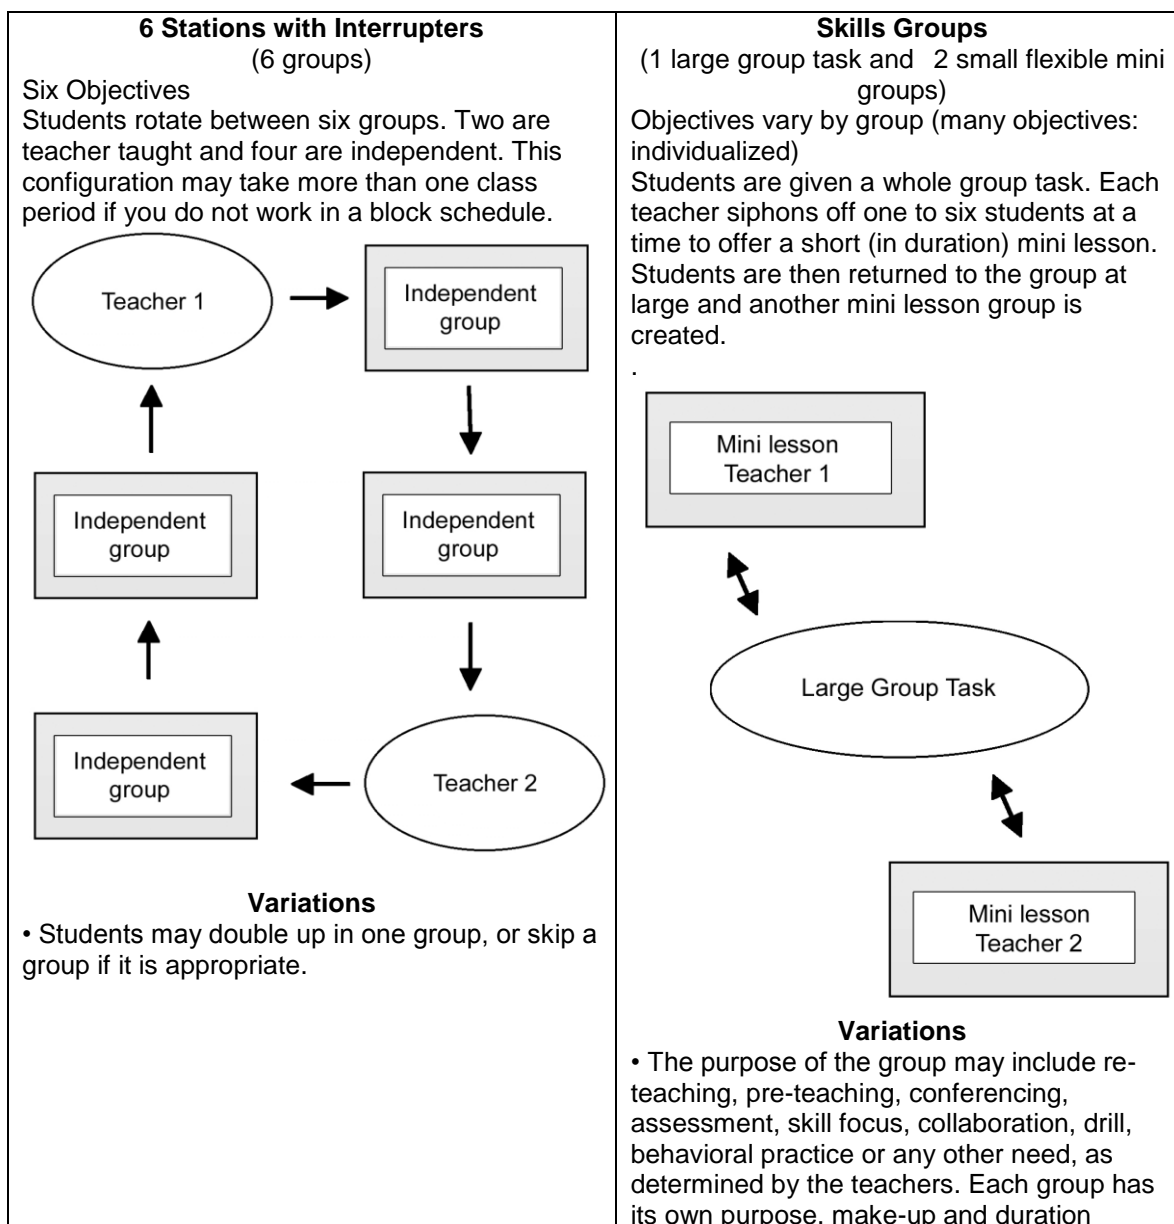 6 Stations with Interrupters
(6 groups)
Six Objectives
Students rotate between six groups. Two are
teacher taught and four are independent. This
configuration may take more than one class
period if you do not work in a block schedule.
Teacher 1
Independent
group
Independent
group
Independent
group
Independent
group
Teacher 2
Variations
• Students may double up in one group, or skip a
group if it is appropriate.
Skills Groups
(1 large group task and 2 small flexible mini
groups)
Objectives vary by group (many objectives:
individualized)
Students are given a whole group task. Each
teacher siphons off one to six students at a
time to offer a short (in duration) mini lesson.
Students are then returned to the group at
large and another mini lesson group is
created.
.
Mini lesson
Teacher 1
Large Group Task
Mini lesson
Teacher 2
Variations
• The purpose of the group may include re-
teaching, pre-teaching, conferencing,
assessment, skill focus, collaboration, drill,
behavioral practice or any other need, as
determined by the teachers. Each group has
its own purpose, make-up and duration